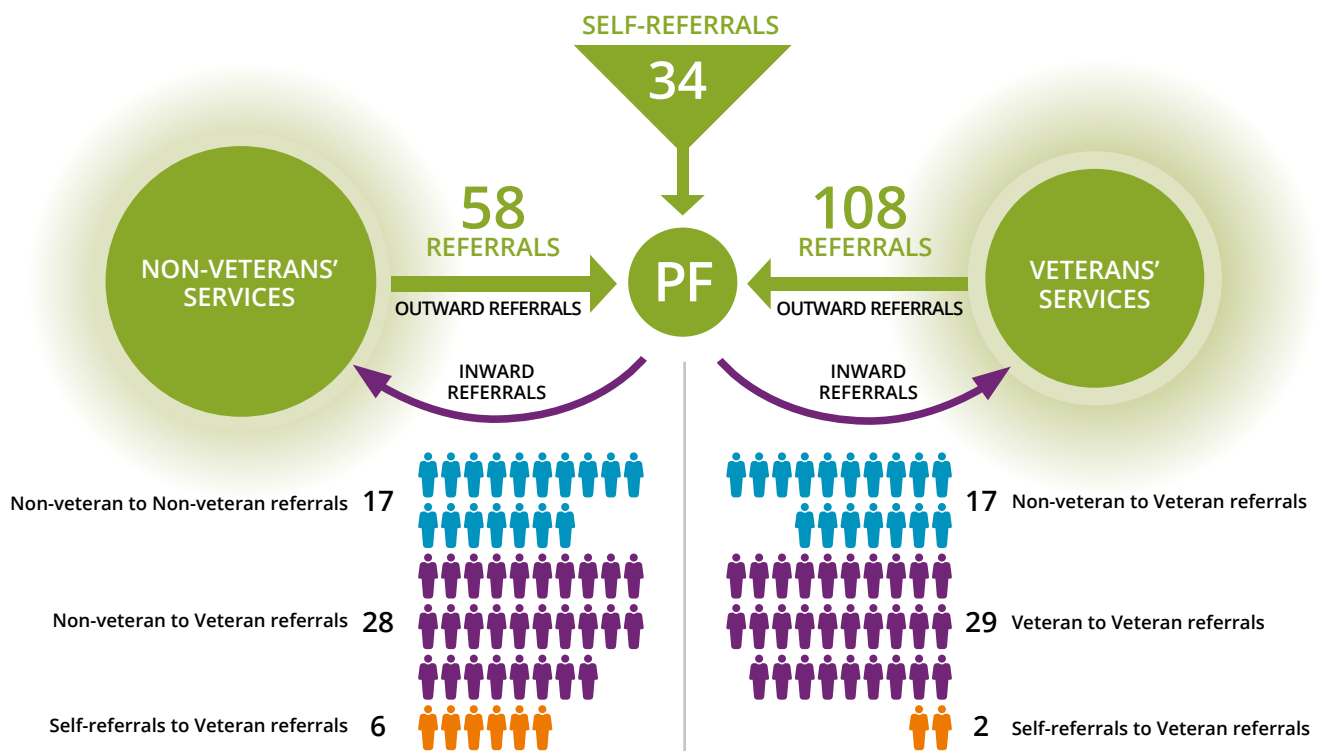 SELF-REFERRALS
34
58
REFERRALS
108
REFERRALS
NON-VETERANS’
SERVICES
PF
VETERANS’
SERVICES
OUTWARD REFERRALS
OUTWARD REFERRALS
INWARD
REFERRALS
INWARD
REFERRALS
Non-veteran to Non-veteran referrals 17
17 Non-veteran to Veteran referrals
Non-veteran to Veteran referrals 28
29 Veteran to Veteran referrals
Self-referrals to Veteran referrals 6
2 Self-referrals to Veteran referrals